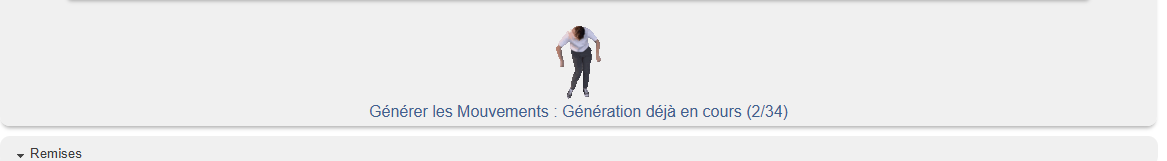 Générer les Mouvements : Génération déjà en cours (2/34)
Remises